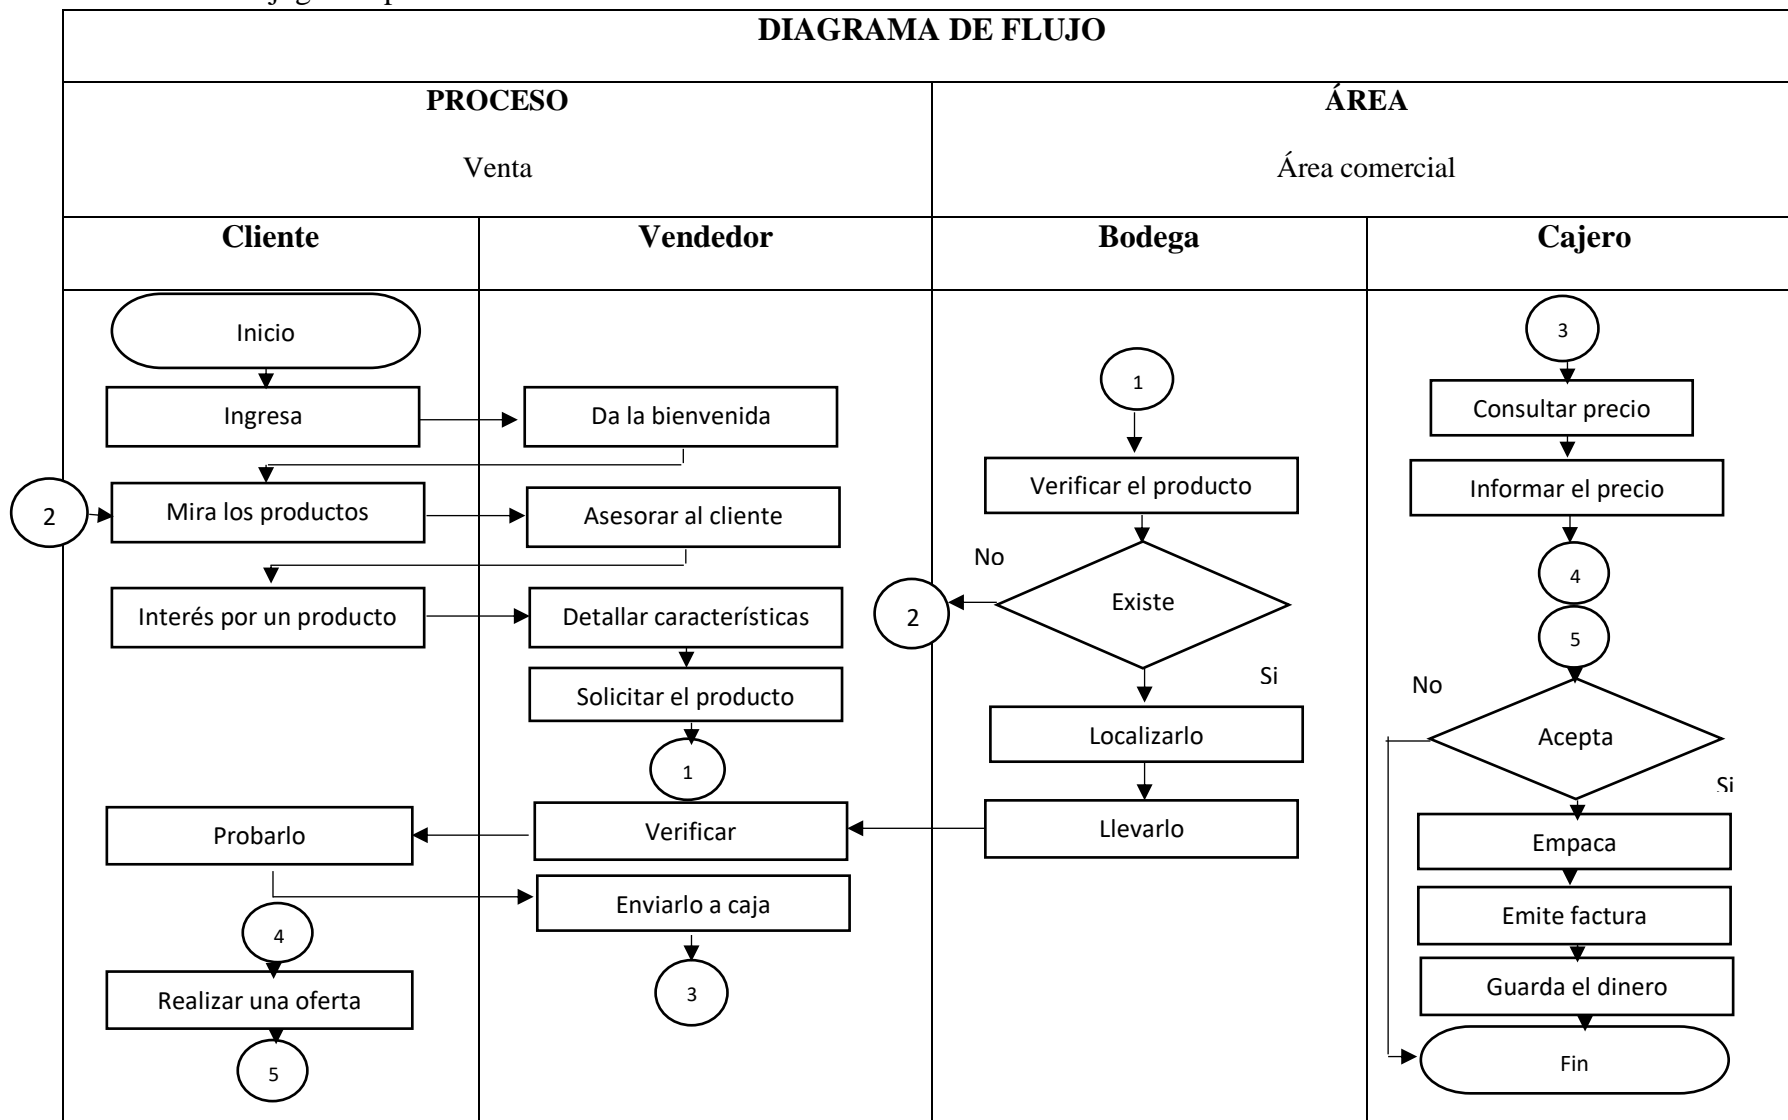 DIAGRAMA DE FLUJO
PROCESO
Venta
ÁREA
Área comercial
Cliente
Vendedor
Bodega
Cajero
Inicio
Ingresa
Da la bienvenida
2
Mira los productos
Asesorar al cliente
Interés por un producto
Detallar características
Solicitar el producto
1
Probarlo
Verificar
Enviarlo a caja
4
3
Realizar una oferta
5
1
Verificar el producto
No
Existe
2
Si
Localizarlo
Llevarlo
3
Consultar precio
Informar el precio
4
5
No
Acepta
Si
Empaca
Emite factura
Guarda el dinero
Fin